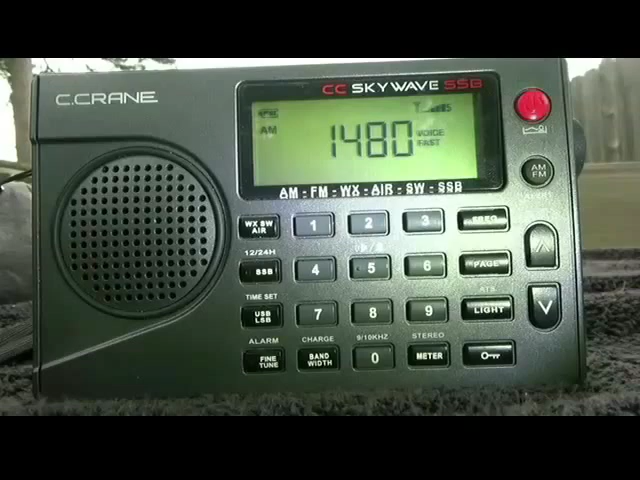 C.CRANE
CC SKYWAVE SSB
AM
1480
VOICE
FAST
AM - FM - WX - AIR - SW - SSB
AM
FM
WX SW
AIR
1
2
3
FREQ
12/24H
SSB
4
5
6
PAGE
TIME SET
USB
LSB
7
8
9
ATS
LIGHT
ALARM
FINE
TUNE
CHARGE
BAND
WIDTH
9/10KHZ
0
STEREO
METER